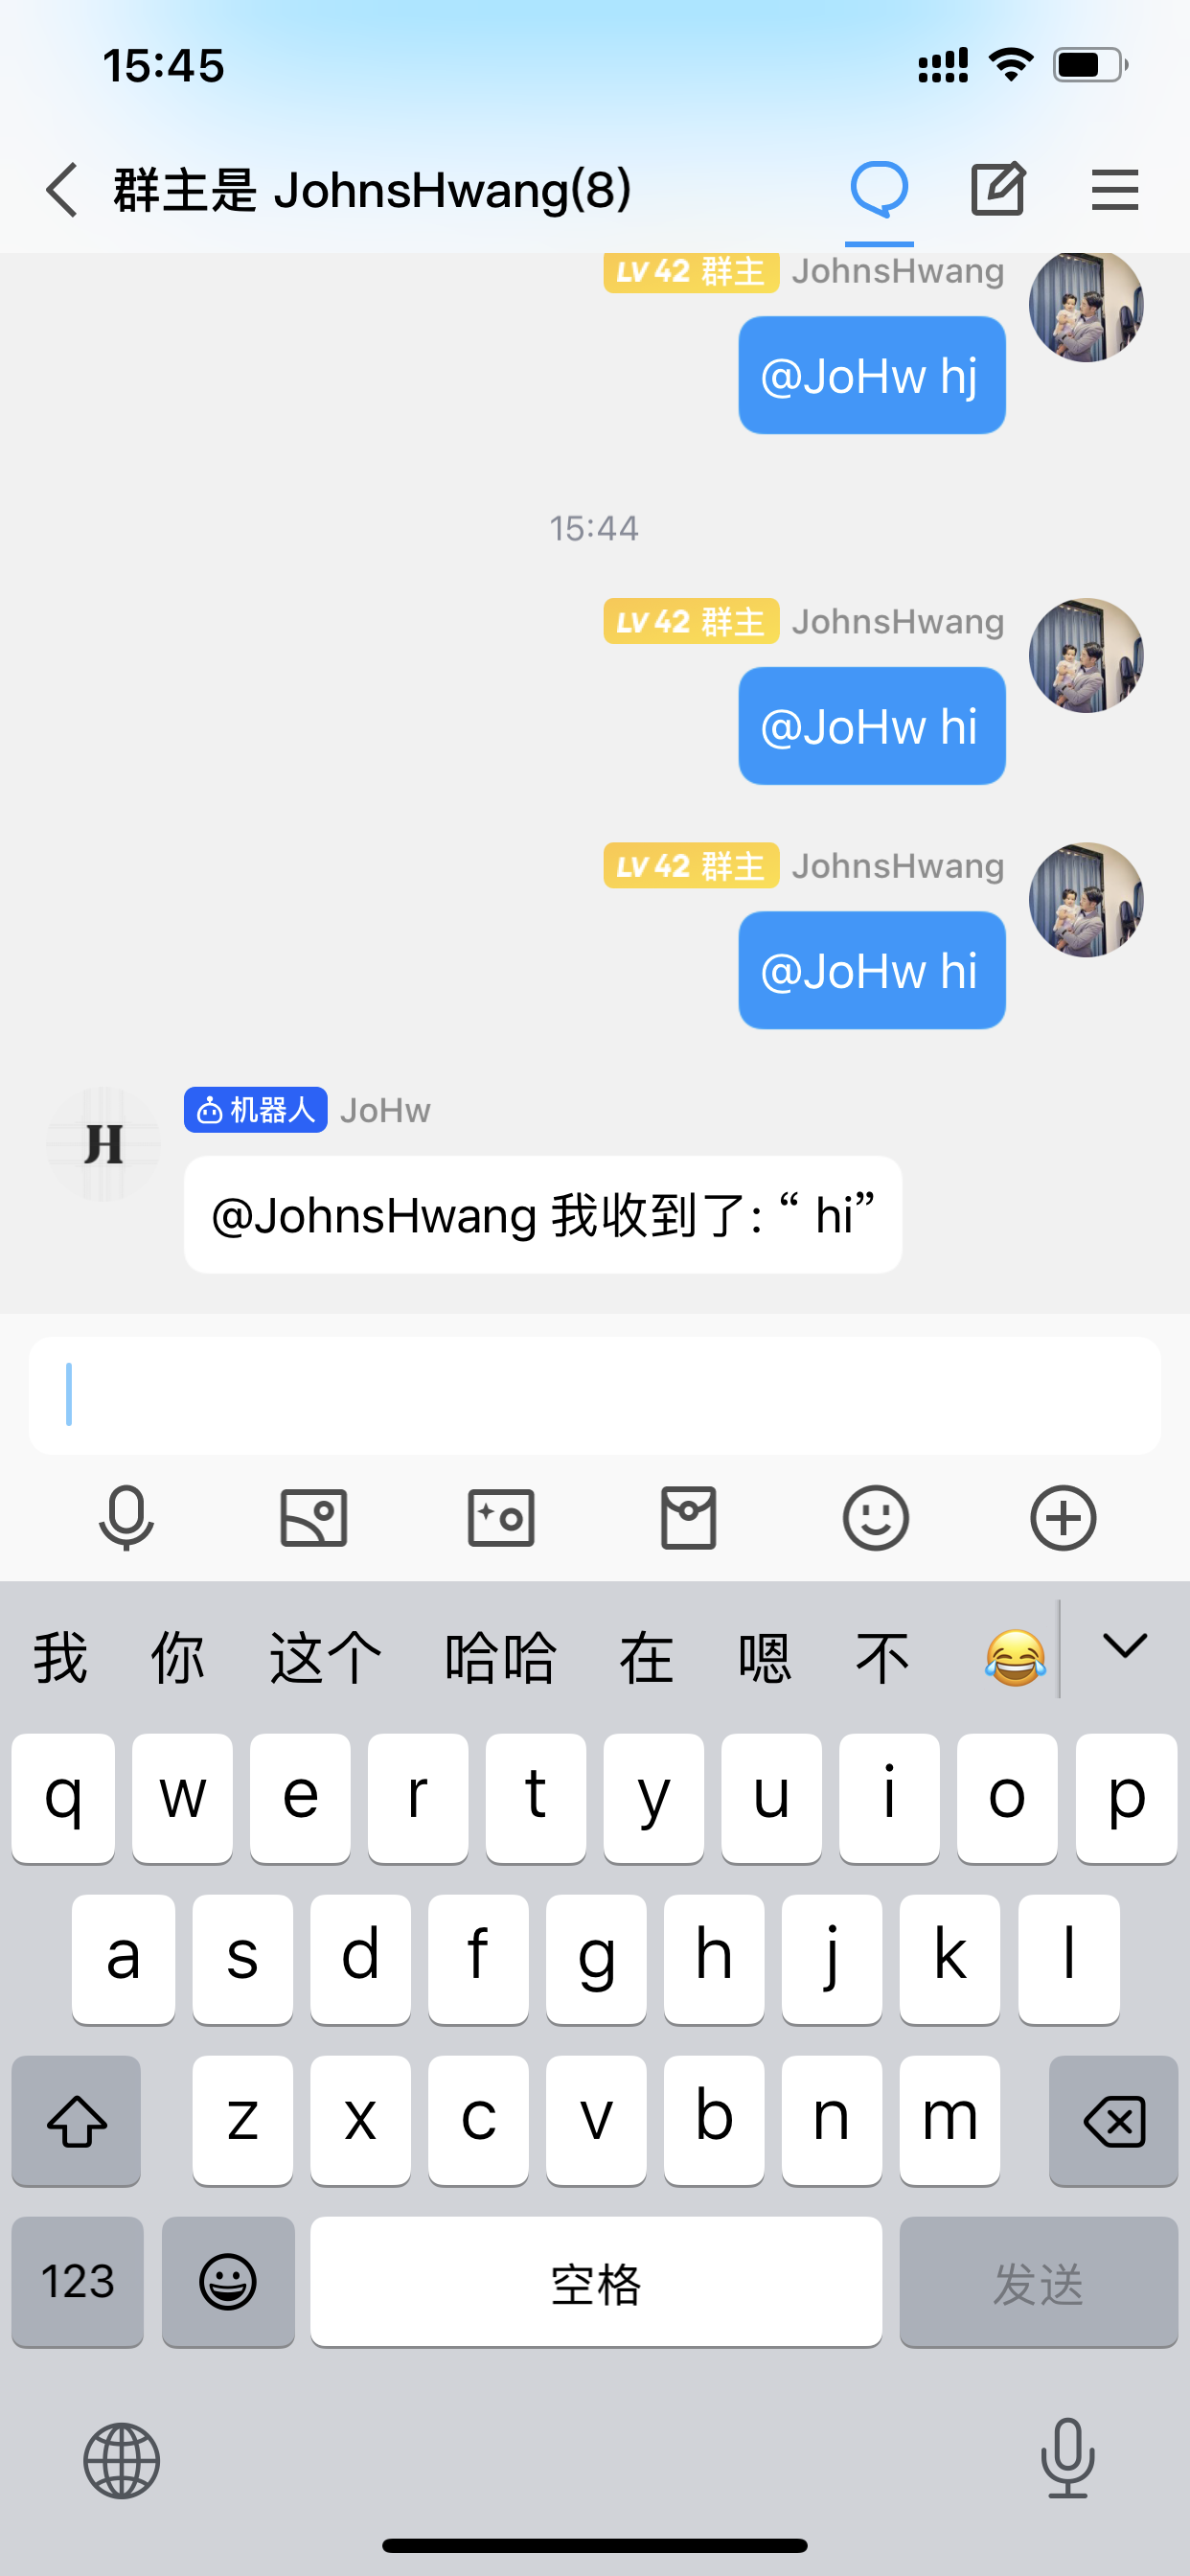 15:45
群主是 JohnsHwang(8)
LV 42 群主 JohnsHwang
@JoHw hj
15:44
LV 42 群主 JohnsHwang
@JoHw hi
LV 42 群主 JohnsHwang
@JoHw hi
机器人 JoHw
JH
@JohnsHwang 我收到了: “ hi”
我 你 这个 哈哈 在 嗯 不 😂
q w e r t y u i o p
a s d f g h j k l
z x c v b n m
123 空格 发送